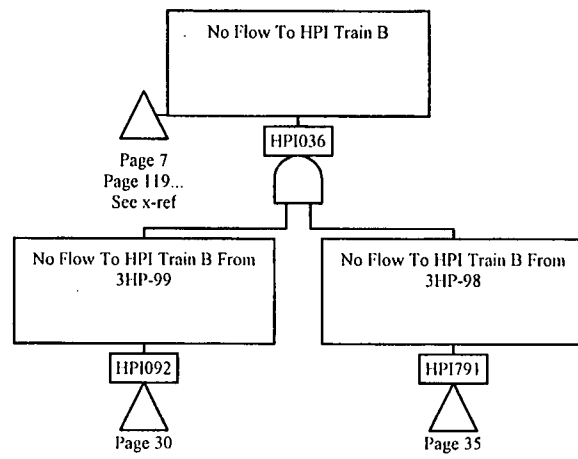 No Flow To HPI Train B
HPI036
Page 7
Page 119...
See x-ref
No Flow To HPI Train B From
3HP-99
No Flow To HPI Train B From
3HP-98
HPI092
HPI791
Page 30
Page 35